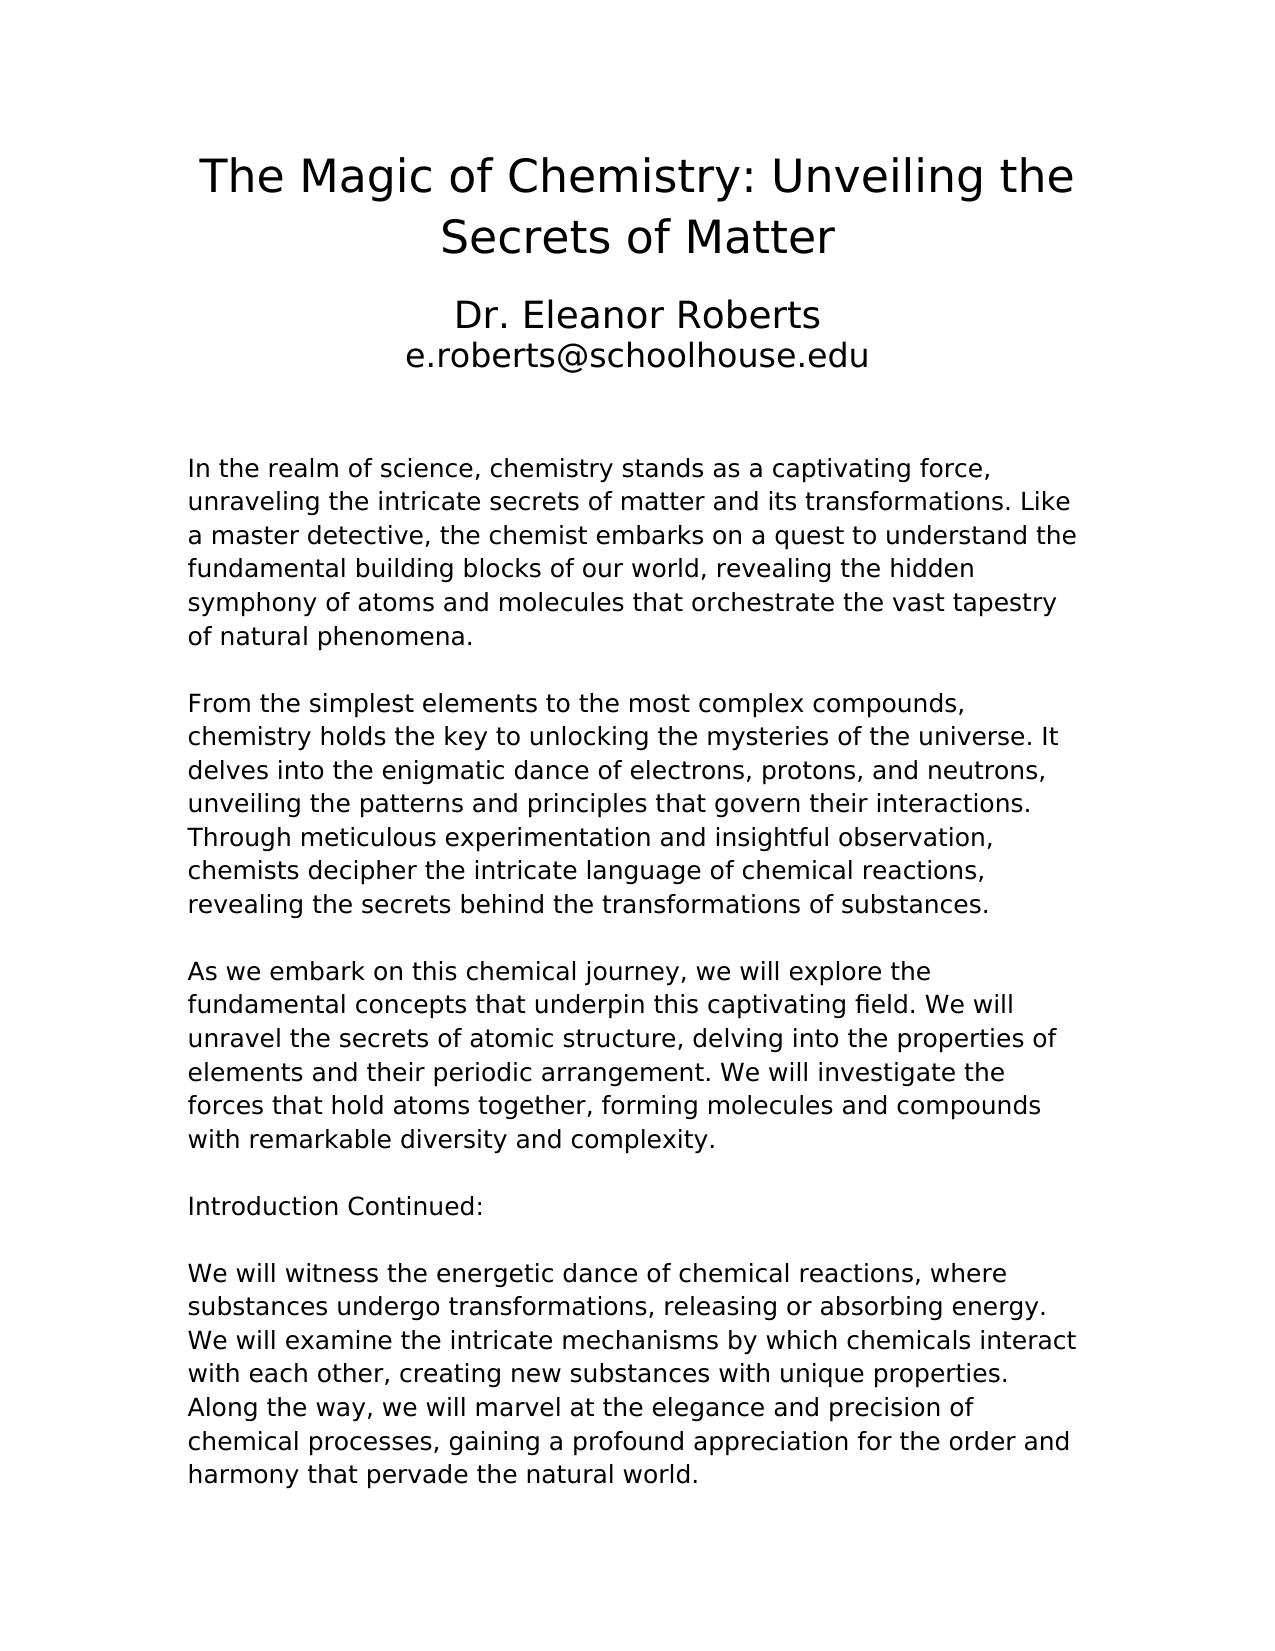 The Magic of Chemistry: Unveiling the
Secrets of Matter
Dr. Eleanor Roberts
e.roberts@schoolhouse.edu
In the realm of science, chemistry stands as a captivating force,
unraveling the intricate secrets of matter and its transformations. Like
a master detective, the chemist embarks on a quest to understand the
fundamental building blocks of our world, revealing the hidden
symphony of atoms and molecules that orchestrate the vast tapestry
of natural phenomena.
From the simplest elements to the most complex compounds,
chemistry holds the key to unlocking the mysteries of the universe. It
delves into the enigmatic dance of electrons, protons, and neutrons,
unveiling the patterns and principles that govern their interactions.
Through meticulous experimentation and insightful observation,
chemists decipher the intricate language of chemical reactions,
revealing the secrets behind the transformations of substances.
As we embark on this chemical journey, we will explore the
fundamental concepts that underpin this captivating field. We will
unravel the secrets of atomic structure, delving into the properties of
elements and their periodic arrangement. We will investigate the
forces that hold atoms together, forming molecules and compounds
with remarkable diversity and complexity.
Introduction Continued:
We will witness the energetic dance of chemical reactions, where
substances undergo transformations, releasing or absorbing energy.
We will examine the intricate mechanisms by which chemicals interact
with each other, creating new substances with unique properties.
Along the way, we will marvel at the elegance and precision of
chemical processes, gaining a profound appreciation for the order and
harmony that pervade the natural world.